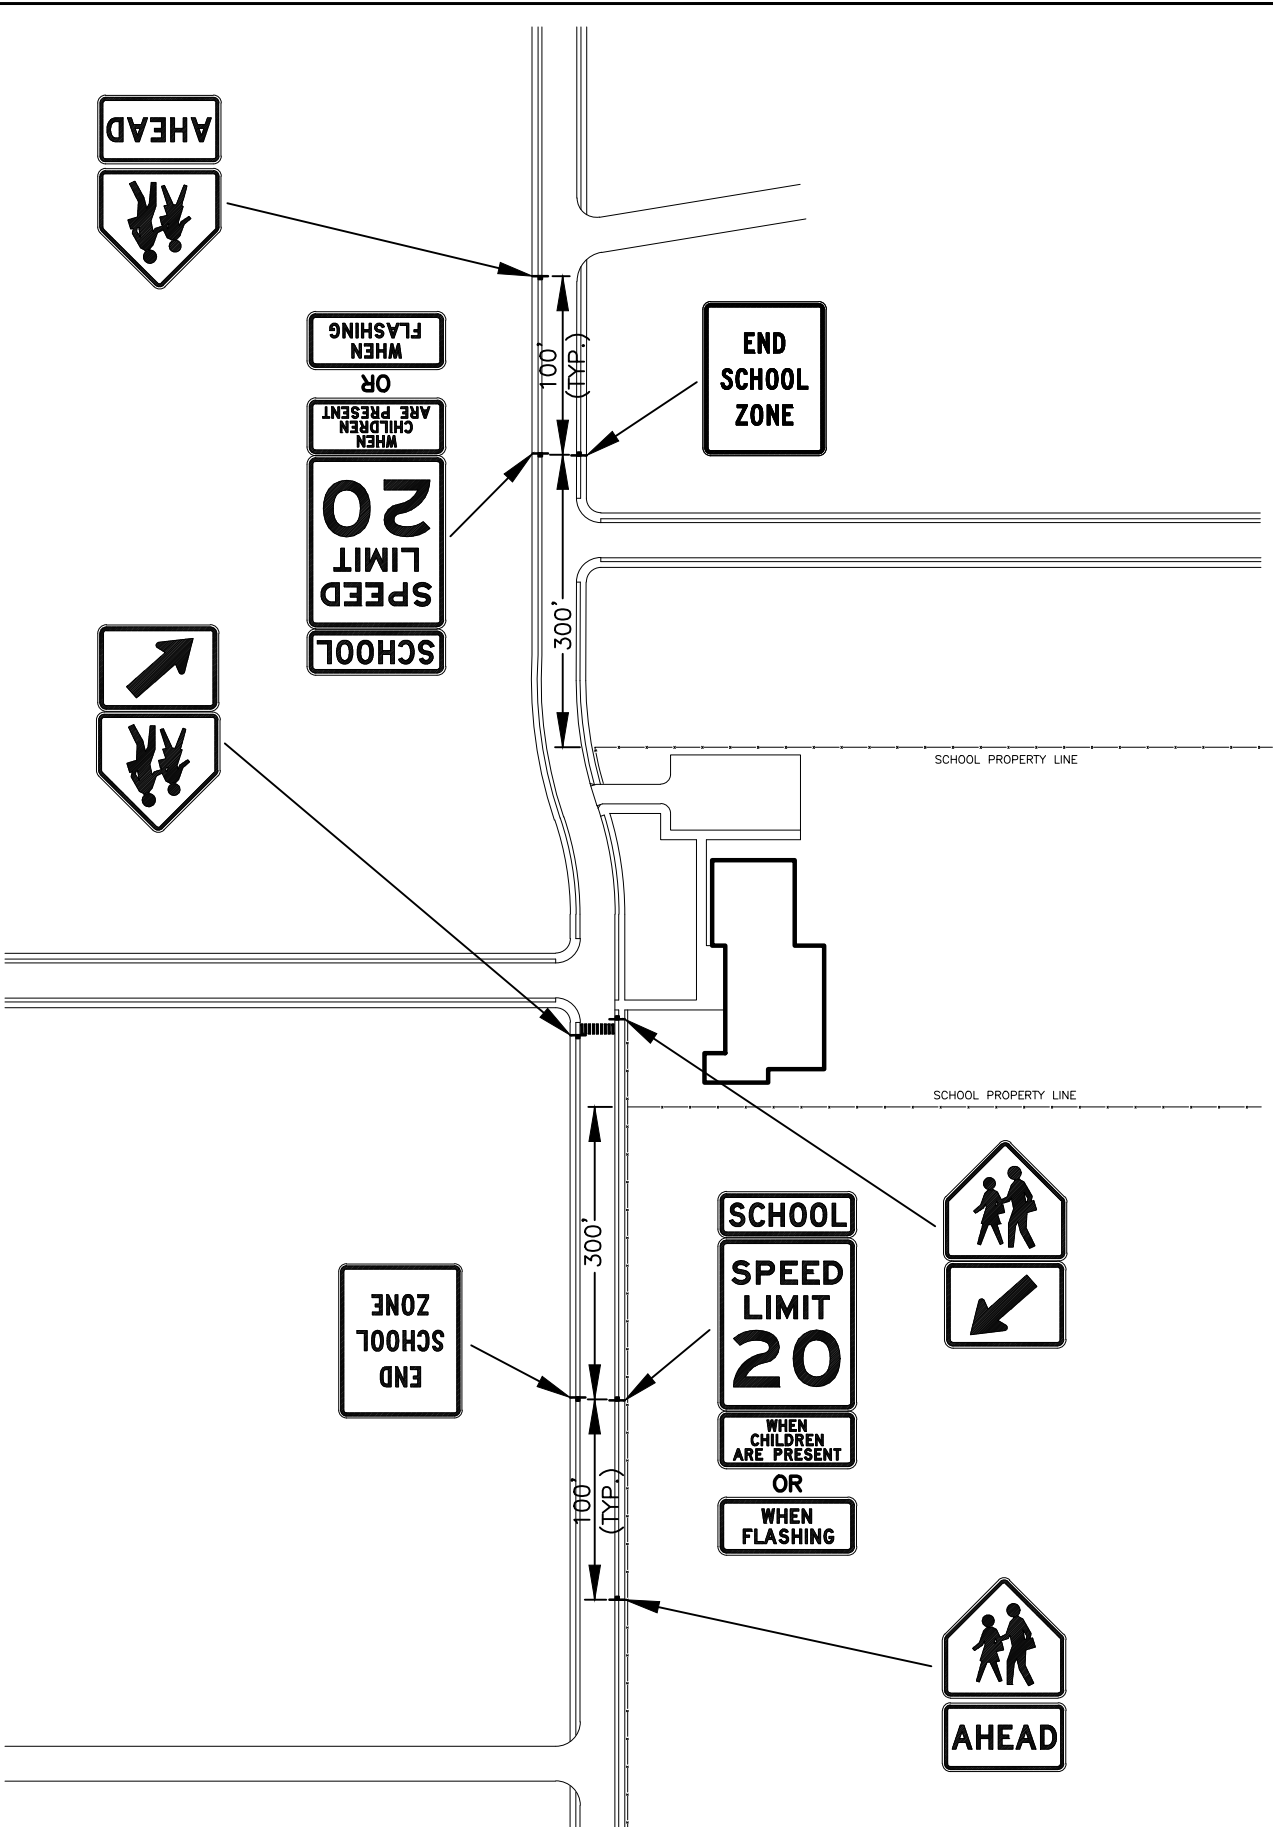 AHEAD
WHEN
FLASHING
OR
WHEN
CHILDREN
ARE PRESENT
SPEED
LIMIT
20
SCHOOL
100'
(TYP.)
END
SCHOOL
ZONE
300'
SCHOOL PROPERTY LINE
SCHOOL PROPERTY LINE
300'
END
SCHOOL
ZONE
SCHOOL
SPEED
LIMIT
20
WHEN
CHILDREN
ARE PRESENT
OR
WHEN
FLASHING
100'
(TYP.)
AHEAD